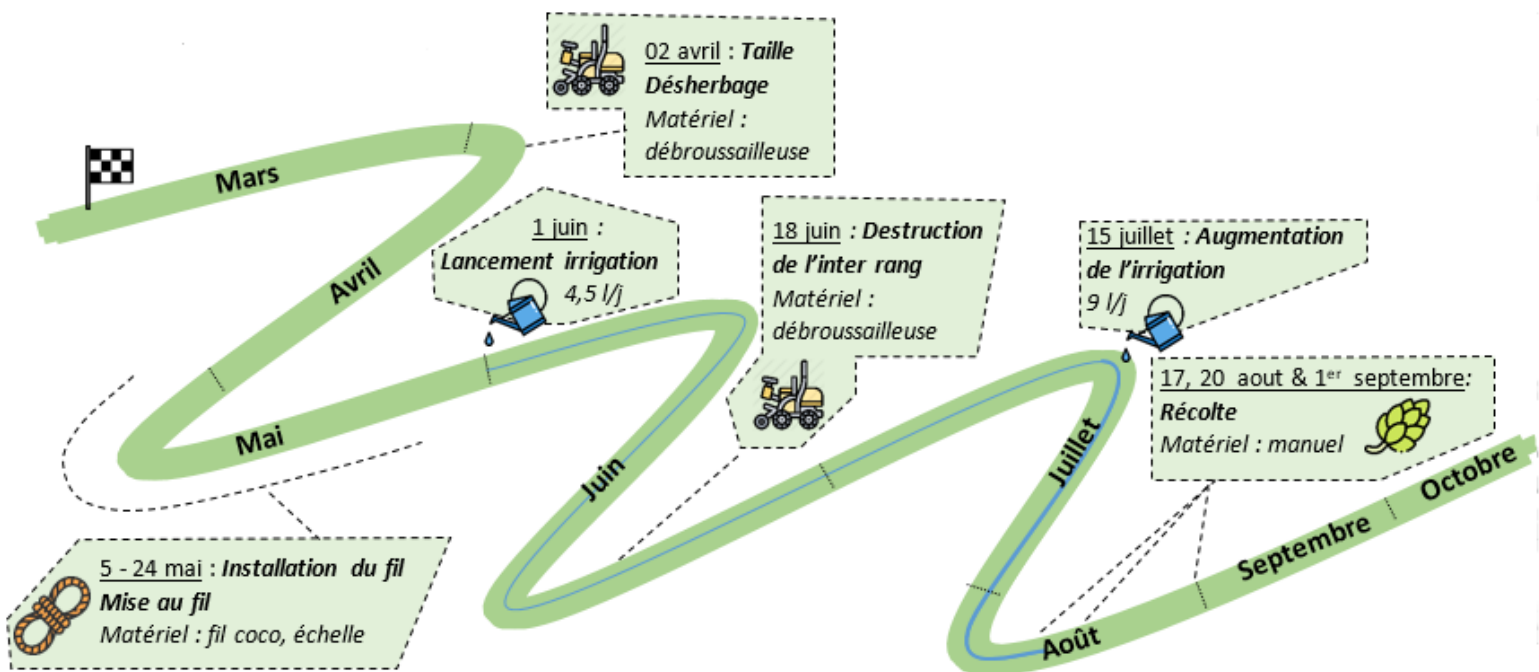 02 avril : Taille
Désherbage
Matériel :
débroussailleuse
Mars
Avril
1 juin :
Lancement irrigation
4,5 l/j
18 juin : Destruction
de l'inter rang
Matériel :
débroussailleuse
15 juillet : Augmentation
de l'irrigation
9 l/j
17, 20 aout & 1er septembre:
Récolte
Matériel : manuel
Mai
Juin
Juillet
Août
Septembre
Octobre
5 - 24 mai : Installation du fil
Mise au fil
Matériel : fil coco, échelle